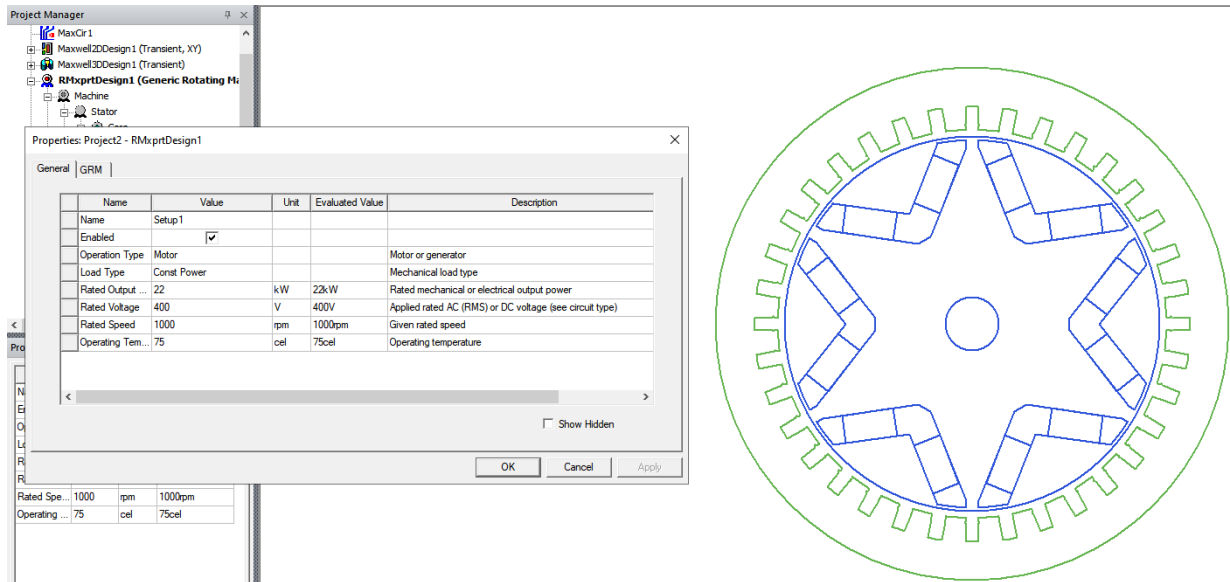 Project Manager
MaxCir1
Maxwell2DDesign1 (Transient, XY)
Maxwell3DDesign1 (Transient)
RMxprtDesign1 (Generic Rotating Ma
Machine
Stator
Properties: Project2 - RMxprtDesign1
General GRM
Name Value Unit Evaluated Value Description
Name Setup1
Enabled
Operation Type Motor Motor or generator
Load Type Const Power Mechanical load type
Rated Output ... 22 kW 22kW Rated mechanical or electrical output power
Rated Voltage 400 V 400V Applied rated AC (RMS) or DC voltage (see circuit type)
Rated Speed 1000 rpm 1000rpm Given rated speed
Operating Tem... 75 cel 75cel Operating temperature
Show Hidden
OK Cancel Apply
Rated Spe... 1000 rpm 1000rpm
Operating ... 75 cel 75cel